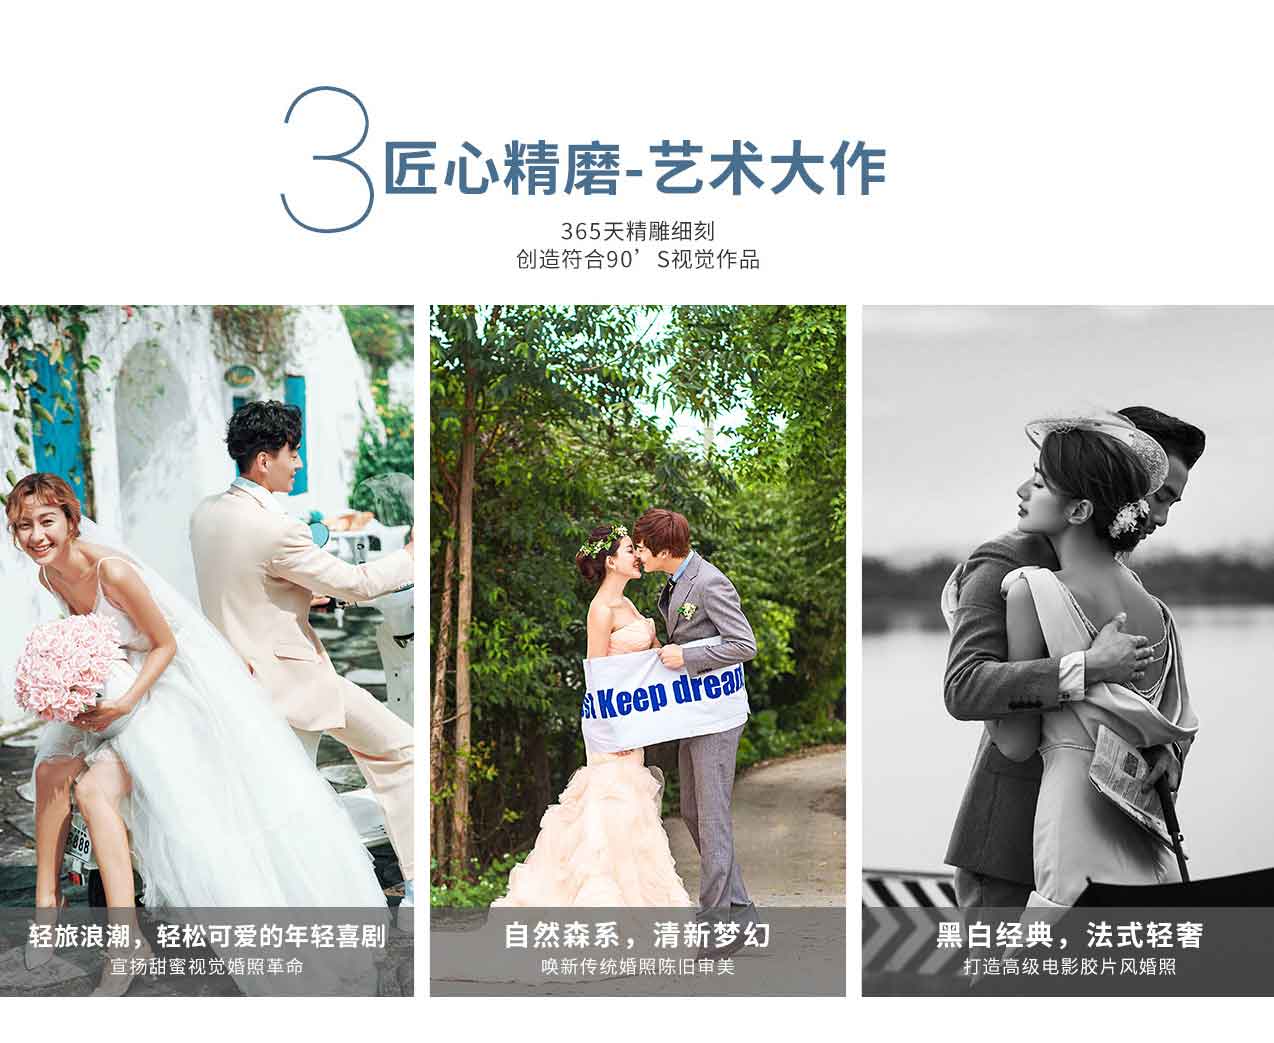 3 匠心精磨-艺术大作
365天精雕细刻
创造符合90’S视觉作品
Keep dream
888
轻旅浪潮，轻松可爱的年轻喜剧
宣扬甜蜜视觉婚照革命
自然森系，清新梦幻
唤新传统婚照陈旧审美
黑白经典，法式轻奢
打造高级电影胶片风婚照